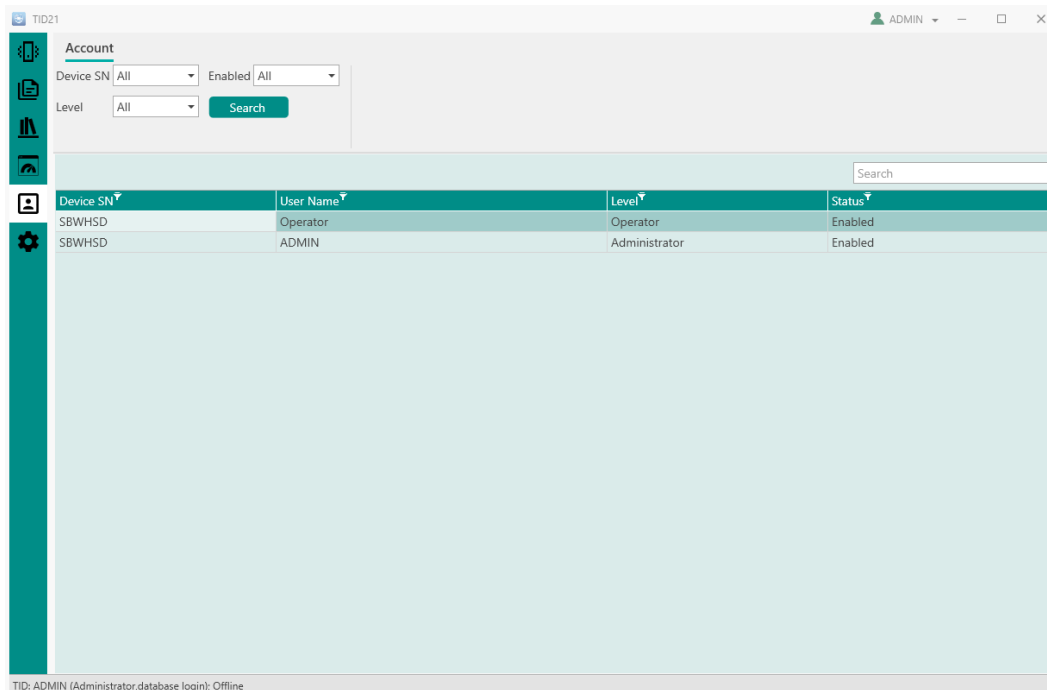 TID21 ADMIN
Account
Device SN All Enabled All
Level All Search
Search
Device SN User Name Level Status
SBWHSD Operator Operator Enabled
SBWHSD ADMIN Administrator Enabled
TID: ADMIN (Administrator,database login): Offline